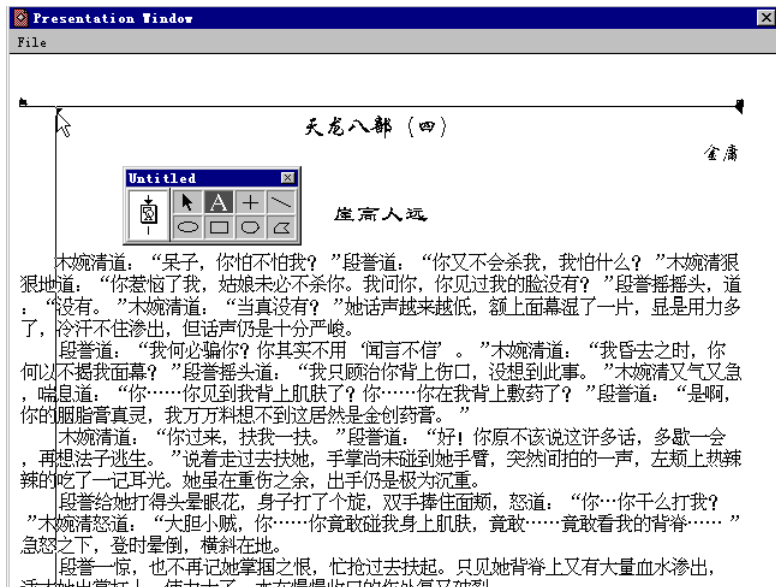 Presentation Window
File
天龙八部（四）
金庸
Untitled
A
崖高人远
木婉清道：“呆子，你怕不怕我？”段誉道：“你又不会杀我，我怕什么？”木婉清狠
狠地道：“你惹恼了我，姑娘未必不杀你。我问你，你见过我的脸没有？”段誉摇摇头，道
：“没有。”木婉清道：“当真没有？”她话声越来越低，额上面幕湿了一片，显是用力多
了，冷汗不住渗出，但话声仍是十分严峻。
段誉道：“我何必骗你？你其实不用‘闻言不信’。”木婉清道：“我昏去之时，你
何以不揭我面幕？”段誉摇头道：“我只顾治你背上伤口，没想到此事。”木婉清又气又急
，喘息道：“你……你见到我背上肌肤了？你……你在我背上敷药了？”段誉道：“是啊，
你的胭脂膏真灵，我万万料想不到这居然是金创药膏。”
木婉清道：“你过来，扶我一扶。”段誉道：“好！你原不该说这许多话，多歇一会
，再想法子逃生。”说着走过去扶她，手掌尚未碰到她手臂，突然间拍的一声，左颊上热辣
辣的吃了一记耳光。她虽在重伤之余，出手仍是极为沉重。
段誉给她打得头晕眼花，身子打了个旋，双手捧住面颊，怒道：“你…你干么打我？
”木婉清怒道：“大胆小贼，你……你竟敢碰我身上肌肤，竟敢……竟敢看我的背脊……”
急怒之下，登时晕倒，横斜在地。
段誉一惊，也不再记她掌掴之恨，忙抢过去扶起。只见她背脊上又有大量血水渗出，